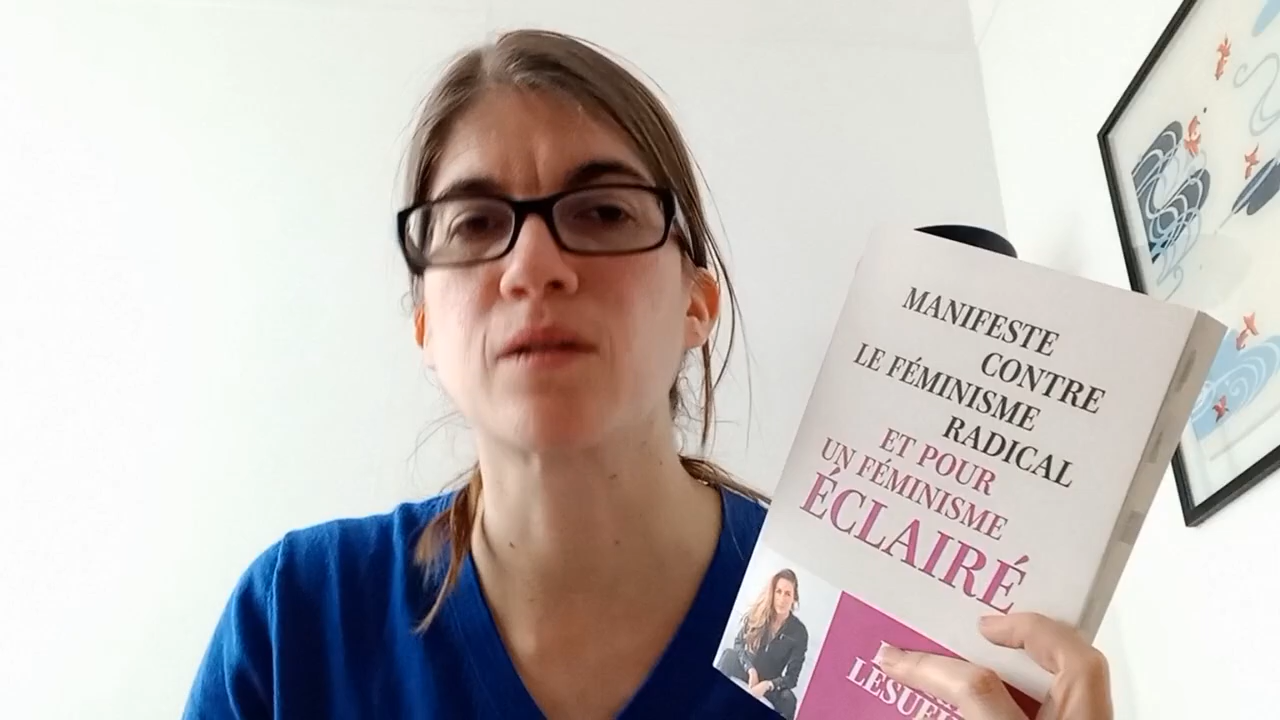 MANIFESTE
CONTRE
LE FÉMINISME
RADICAL
ET POUR
UN FÉMINISME
ÉCLAIRÉ